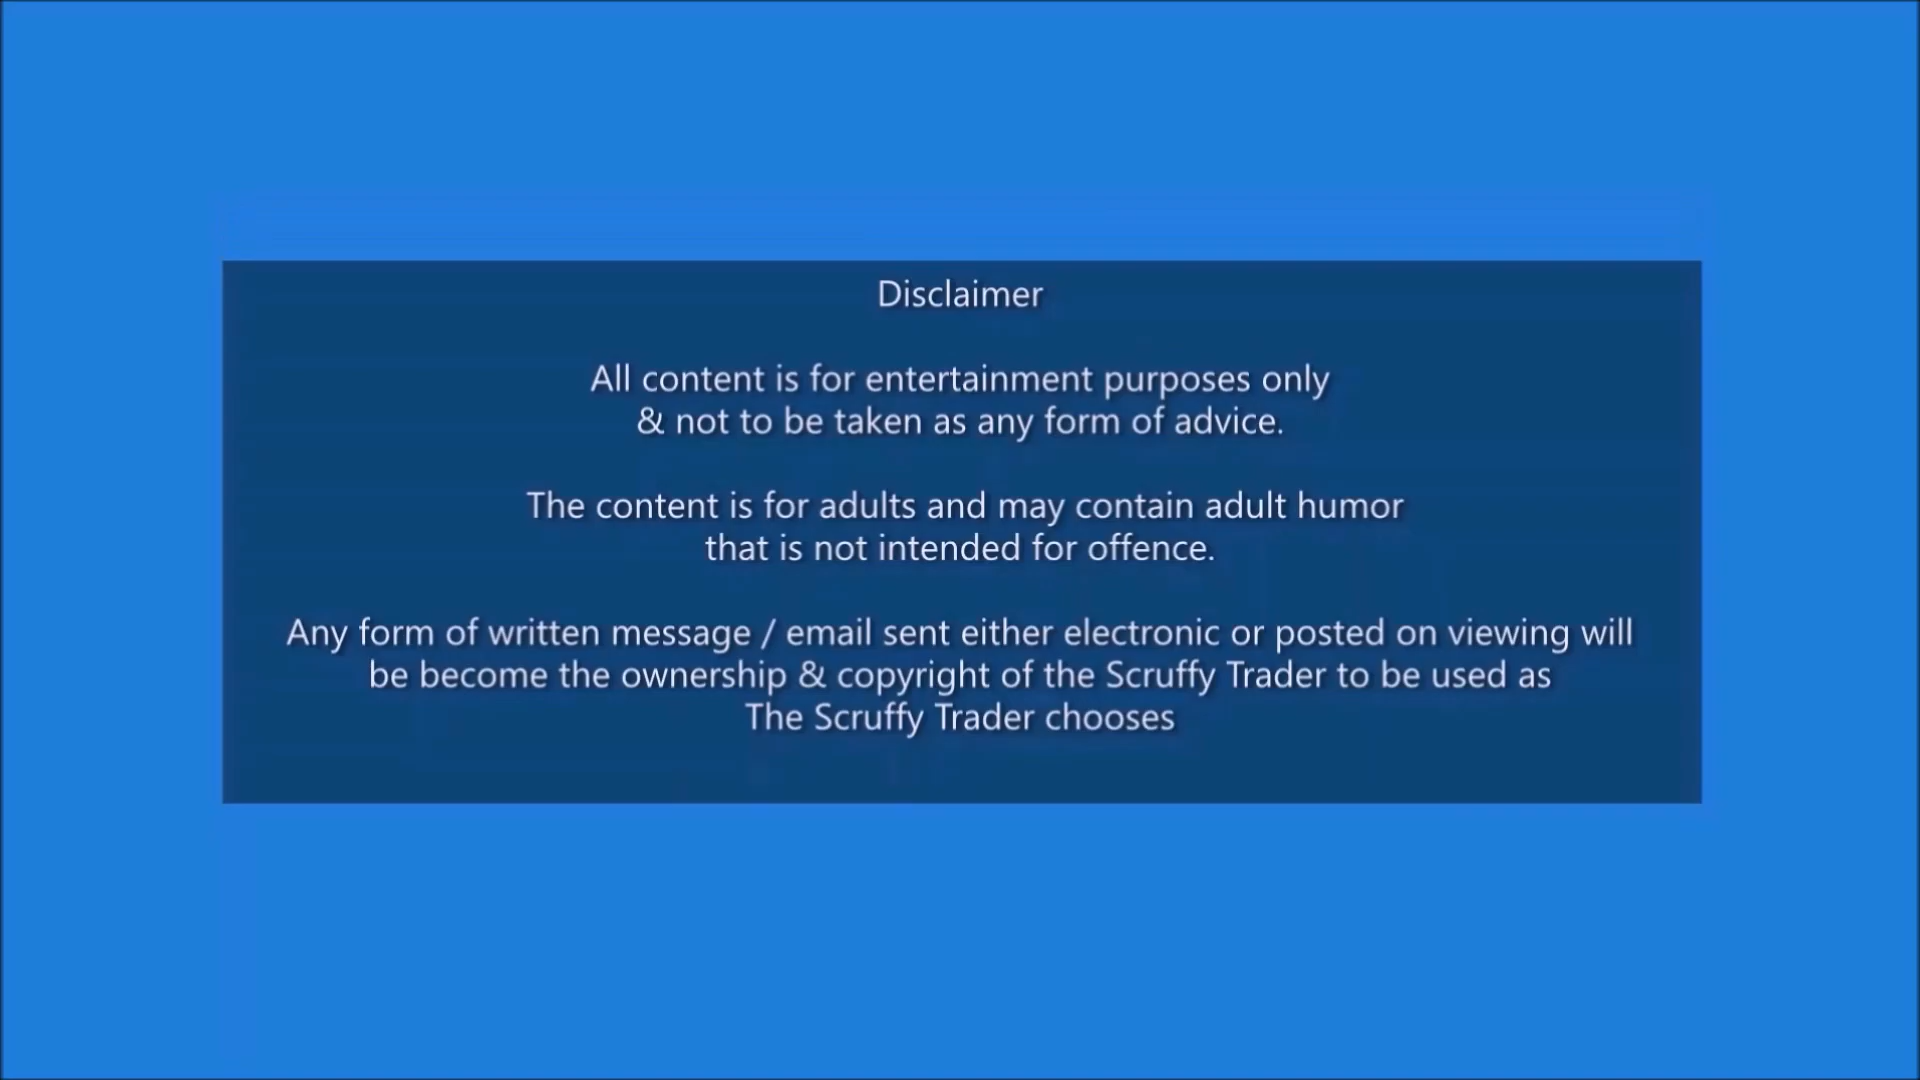 Disclaimer
All content is for entertainment purposes only
& not to be taken as any form of advice.
The content is for adults and may contain adult humor
that is not intended for offence.
Any form of written message / email sent either electronic or posted on viewing will
be become the ownership & copyright of the Scruffy Trader to be used as
The Scruffy Trader chooses